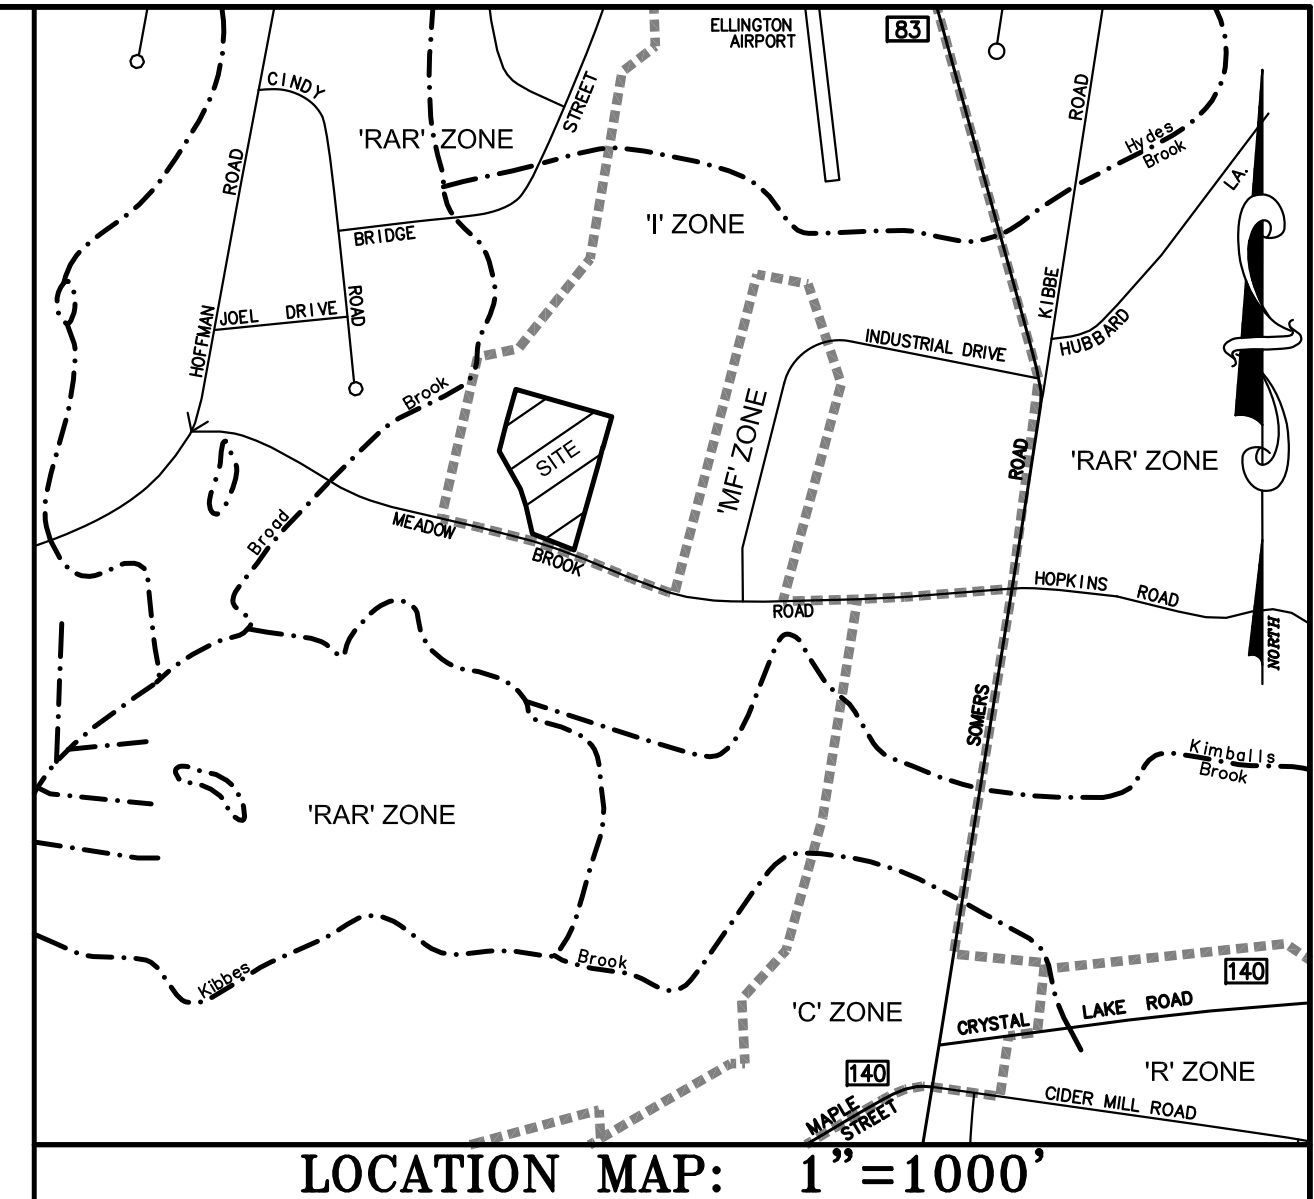 ELLINGTON
AIRPORT
83
CINDY
ROAD
STREET
'RAR' ZONE
ROAD
Hydes
Brook
LA.
'I' ZONE
BRIDGE
KIBBE
ROAD
JOEL DRIVE
HOFFMAN
HUBBARD
INDUSTRIAL DRIVE
Brook
'MF' ZONE
SITE
ROAD
'RAR' ZONE
Broad
MEADOW
BROOK
ROAD
HOPKINS ROAD
NORTH
SOMERS
Kimballs
Brook
'RAR' ZONE
Kibbes
Brook
140
'C' ZONE
CRYSTAL LAKE ROAD
140
'R' ZONE
MAPLE
STREET
CIDER MILL ROAD
LOCATION MAP: 1"=1000'